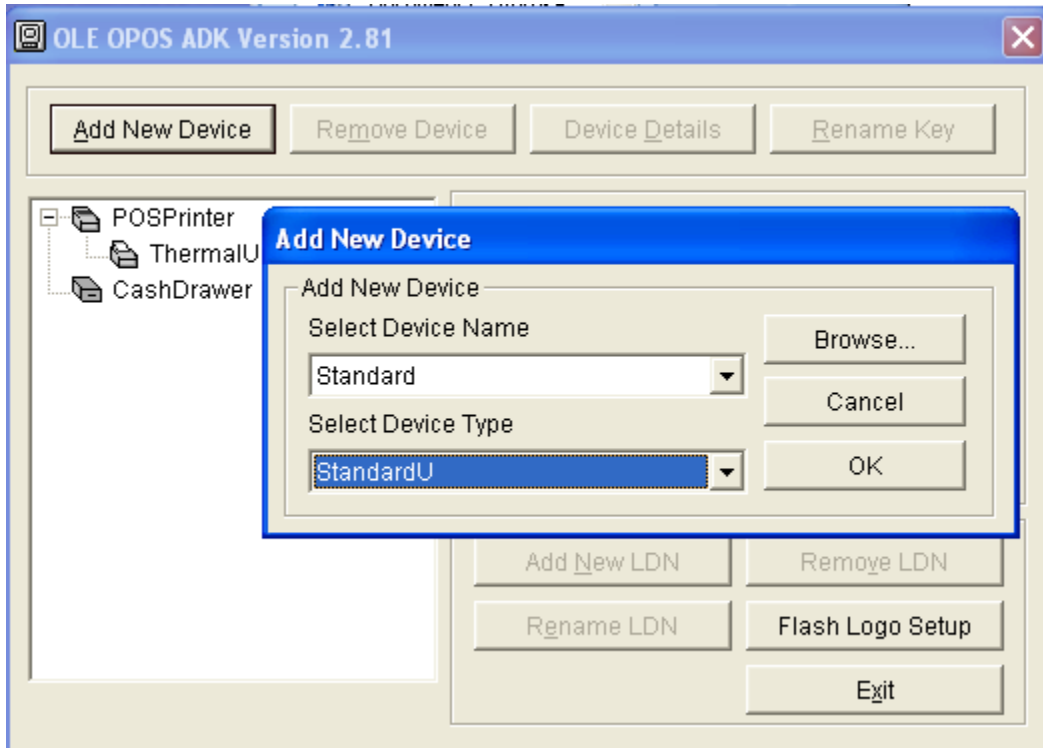 OLE OPOS ADK Version 2.81
Add New Device
Remove Device
Device Details
Rename Key
POSPrinter
ThermalU
CashDrawer
Add New Device
Add New Device
Select Device Name
Standard
Select Device Type
StandardU
Browse...
Cancel
OK
Add New LDN
Remove LDN
Rename LDN
Flash Logo Setup
Exit